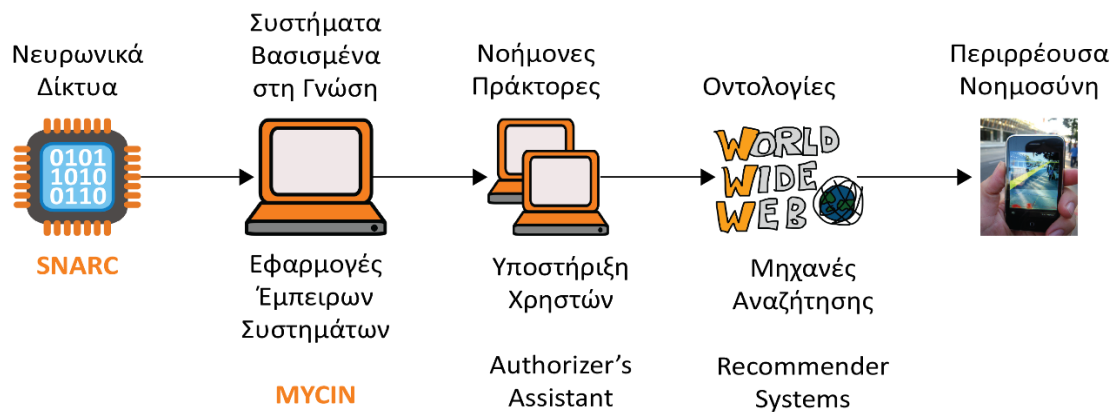 Νευρωνικά
Δίκτυα
0101
1010
0110
SNARC
Συστήματα
Βασισμένα
στη Γνώση
Εφαρμογές
Έμπειρων
Συστημάτων
MYCIN
Νοήμονες
Πράκτορες
Υποστήριξη
Χρηστών
Authorizer’s
Assistant
Οντολογίες
WORLD
WIDE
WEB
Μηχανές
Αναζήτησης
Recommender
Systems
Περιρρέουσα
Νοημοσύνη